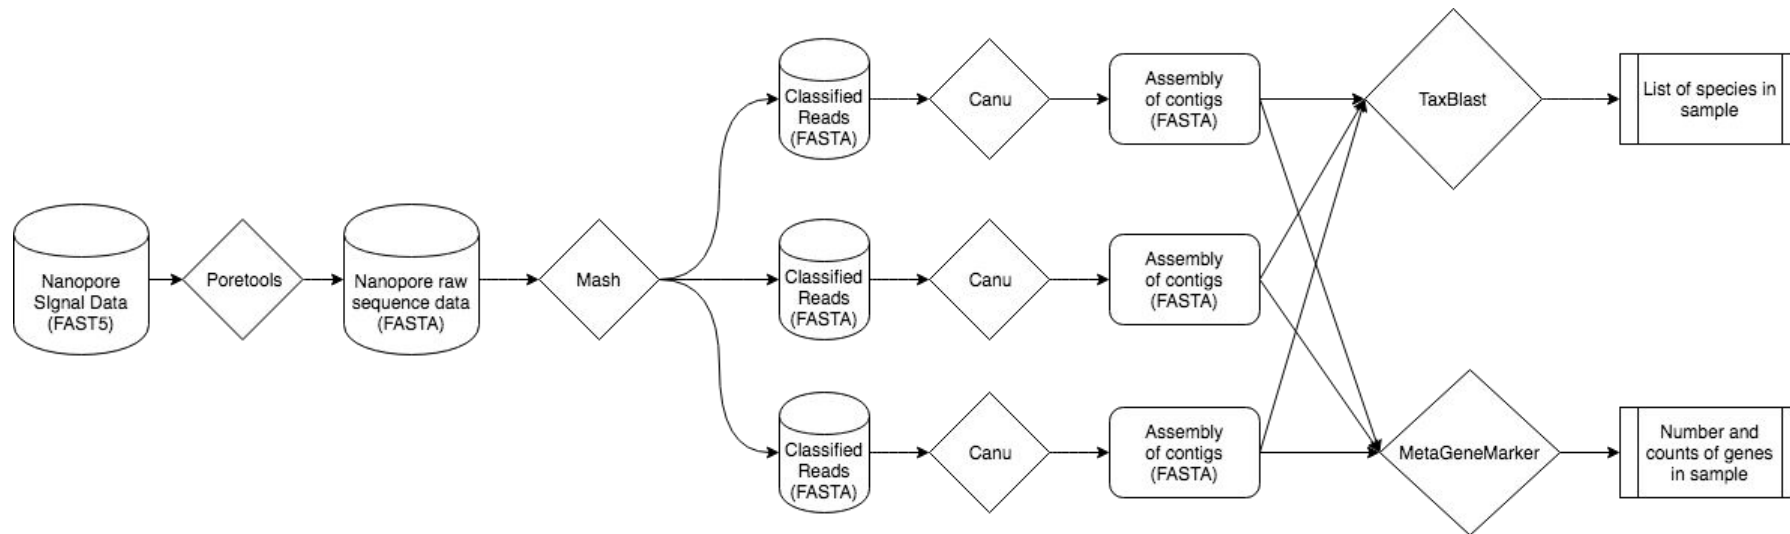 Nanopore
SIgnal Data
(FAST5)
Poretools
Nanopore raw
sequence data
(FASTA)
Mash
Classified
Reads
(FASTA)
Canu
Assembly
of contigs
(FASTA)
Classified
Reads
(FASTA)
Canu
Assembly
of contigs
(FASTA)
Classified
Reads
(FASTA)
Canu
Assembly
of contigs
(FASTA)
TaxBlast
List of species in
sample
MetaGeneMarker
Number and
counts of genes
in sample